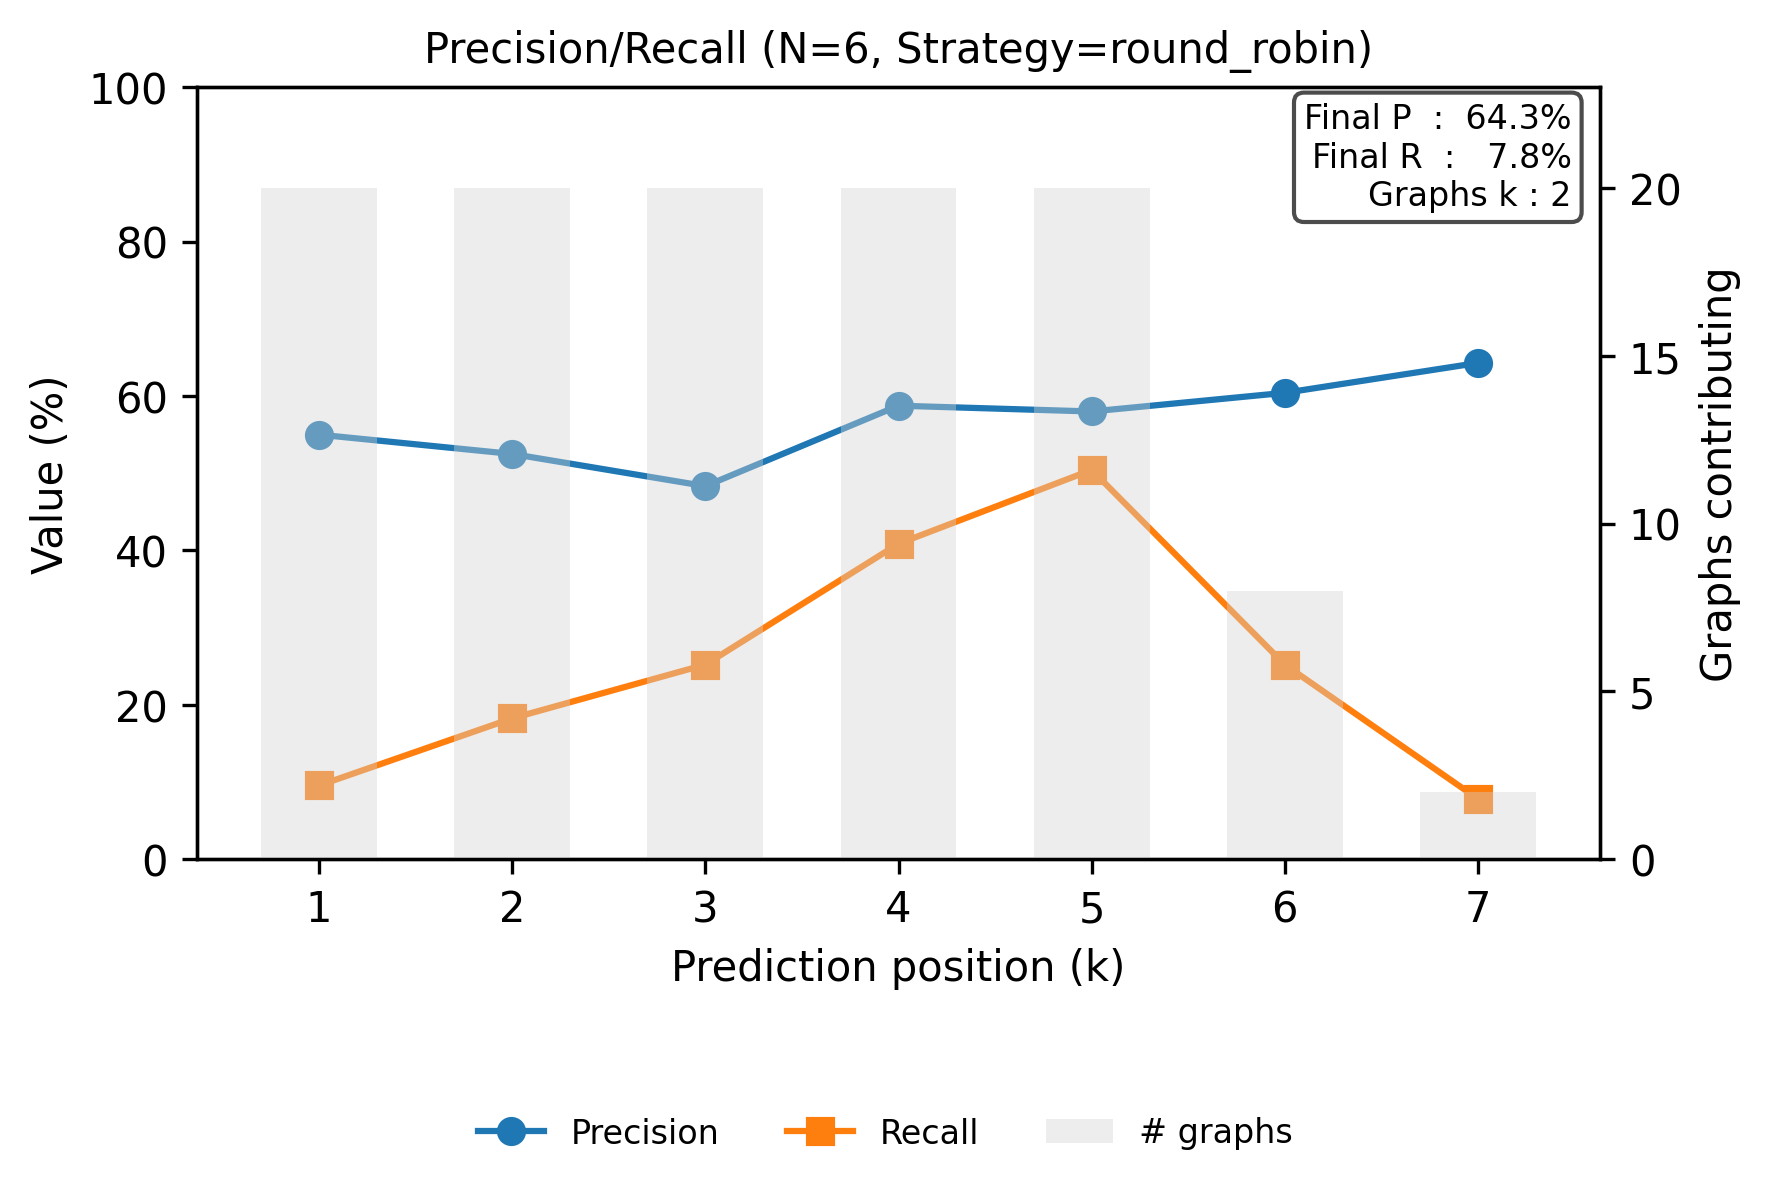 Precision/Recall (N=6, Strategy=round_robin)
100
80
60
40
20
0
Value (%)
Final P : 64.3%
Final R : 7.8%
Graphs k : 2
20
15
10
5
0
Graphs contributing
1 2 3 4 5 6 7
Prediction position (k)
Precision Recall # graphs